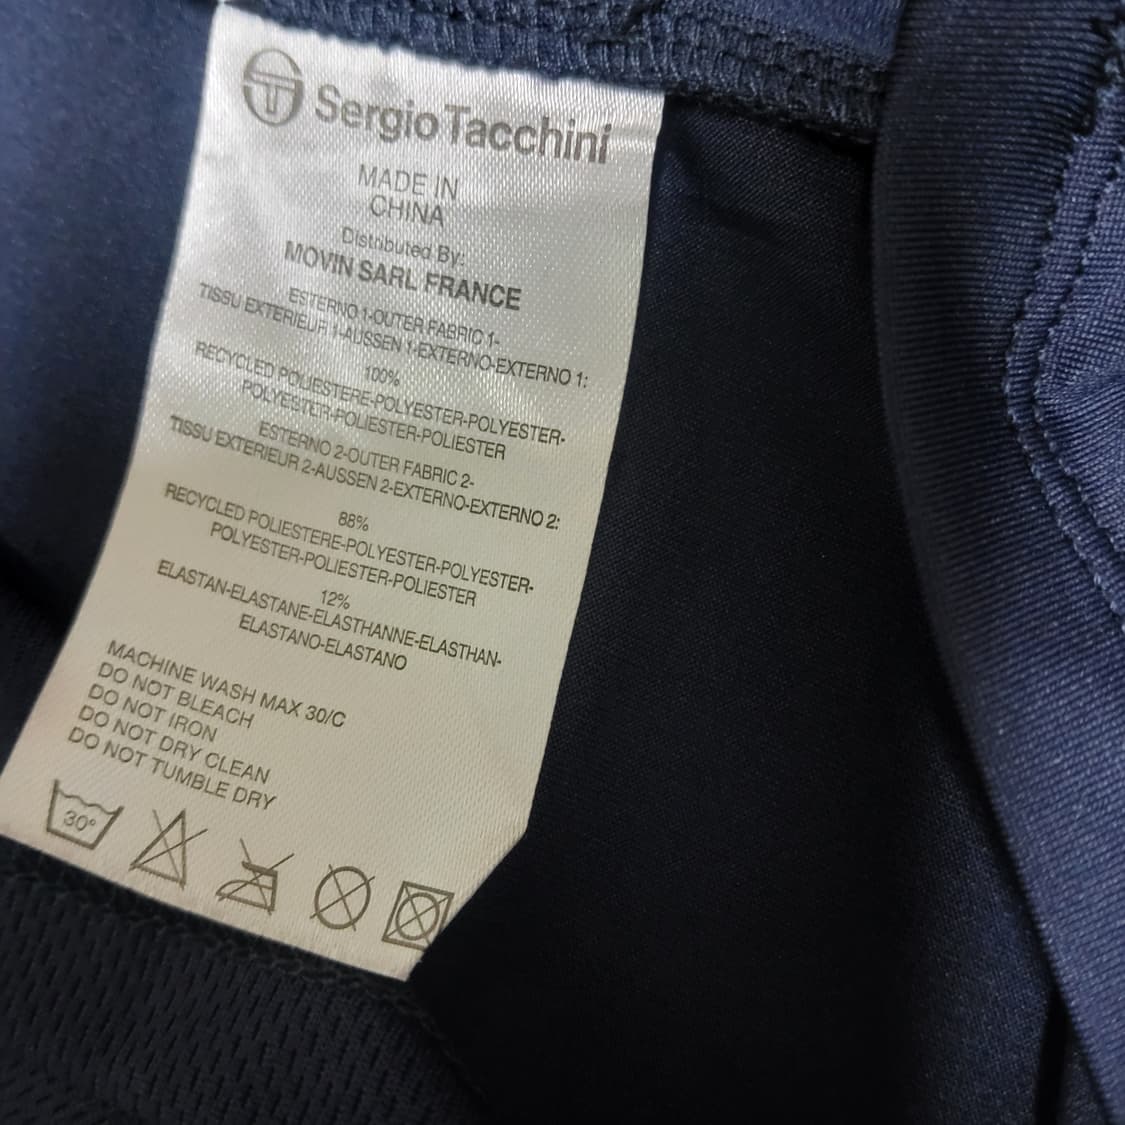 Sergio Tacchini
MADE IN
CHINA
Distributed By:
MOVIN SARL FRANCE
ESTERNO 1-OUTER FABRIC 1-
TISSU EXTERIEUR 1-AUSSEN 1-EXTERNO-EXTERNO 1:
100%
RECYCLED POLIESTERE-POLYESTER-POLYESTER-
POLYESTER-POLIESTER-POLIESTER
ESTERNO 2-OUTER FABRIC 2-
TISSU EXTERIEUR 2-AUSSEN 2-EXTERNO-EXTERNO 2:
88%
RECYCLED POLIESTERE-POLYESTER-POLYESTER-
POLYESTER-POLIESTER-POLIESTER
12%
ELASTAN-ELASTANE-ELASTHANNE-ELASTHAN-
ELASTANO-ELASTANO
MACHINE WASH MAX 30/C
DO NOT BLEACH
DO NOT IRON
DO NOT DRY CLEAN
DO NOT TUMBLE DRY
30°